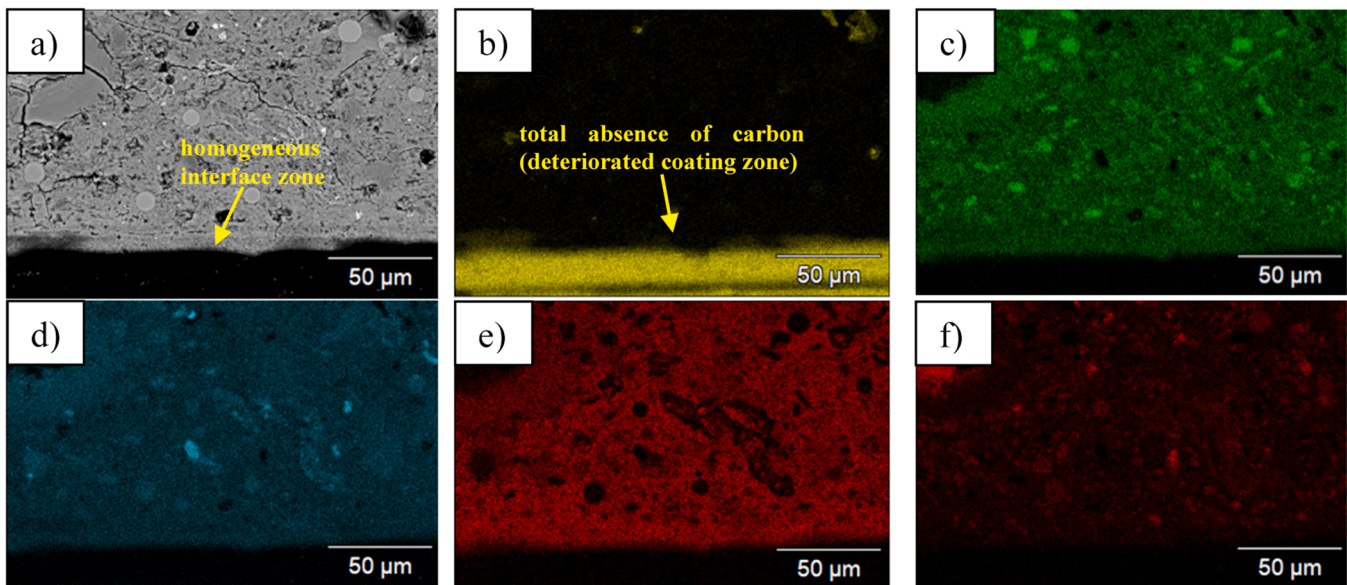 a)
homogeneous
interface zone
50 µm
b)
total absence of carbon
(deteriorated coating zone)
50 µm
c)
50 µm
d)
50 µm
e)
50 µm
f)
50 µm